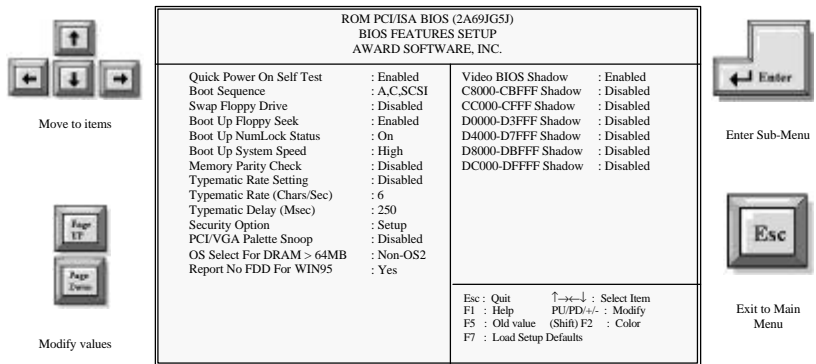 ROM PCI/ISA BIOS (2A69JG5J)
BIOS FEATURES SETUP
AWARD SOFTWARE, INC.
Quick Power On Self Test : Enabled
Boot Sequence : A,C,SCSI
Swap Floppy Drive : Disabled
Boot Up Floppy Seek : Enabled
Boot Up NumLock Status : On
Boot Up System Speed : High
Memory Parity Check : Disabled
Typematic Rate Setting : Disabled
Typematic Rate (Chars/Sec) : 6
Typematic Delay (Msec) : 250
Security Option : Setup
PCI/VGA Palette Snoop : Disabled
OS Select For DRAM > 64MB : Non-OS2
Report No FDD For WIN95 : Yes
Video BIOS Shadow : Enabled
C8000-CBFFF Shadow : Disabled
CC000-CFFF Shadow : Disabled
D0000-D3FFF Shadow : Disabled
D4000-D7FFF Shadow : Disabled
D8000-DBFFF Shadow : Disabled
DC000-DFFFF Shadow : Disabled
Esc : Quit ↑→←↓ : Select Item
F1 : Help PU/PD/+/- : Modify
F5 : Old value (Shift) F2 : Color
F7 : Load Setup Defaults
Move to items
Page
UP
Page
Down
Modify values
Enter
Enter Sub-Menu
Esc
Exit to Main
Menu